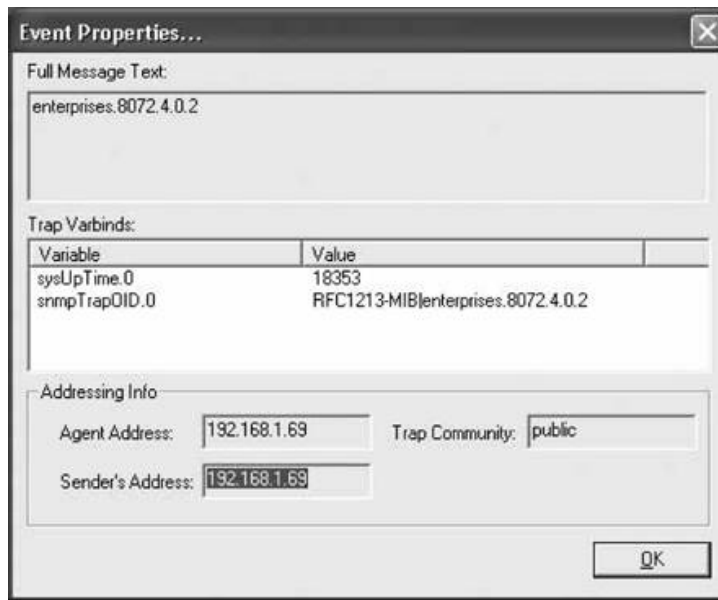 Event Properties...
Full Message Text:
enterprises.8072.4.0.2
Trap Varbinds:
Variable Value
sysUpTime.0 18353
snmpTrapOID.0 RFC1213-MIB|enterprises.8072.4.0.2
Addressing Info
Agent Address: 192.168.1.69 Trap Community: public
Sender's Address: 192.168.1.69
OK